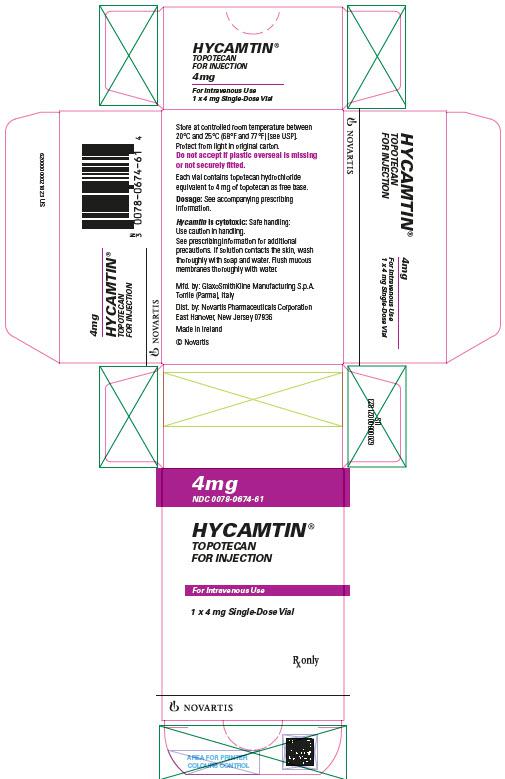 HYCAMTIN®
TOPOTECAN
FOR INJECTION
4mg
For Intravenous Use
1 x 4 mg Single-Dose Vial
Store at controlled room temperature between
20°C and 25°C (68°F and 77°F) [see USP].
Protect from light in original carton.
Do not accept if plastic overseal is missing
or not securely fitted.
Each vial contains topotecan hydrochloride
equivalent to 4 mg of topotecan as free base.
Dosage: See accompanying prescribing
information.
Hycamtin is cytotoxic: Safe handling:
Use caution in handling.
See prescribing information for additional
precautions. If solution contacts the skin, wash
thoroughly with soap and water. Flush mucous
membranes thoroughly with water.
Mfd. by: GlaxoSmithKline Manufacturing S.p.A.
Torrile (Parma), Italy
Dist. by: Novartis Pharmaceuticals Corporation
East Hanover, New Jersey 07936
Made in Ireland
© Novartis
N
3 0078-0674-61 4
4mg
HYCAMTIN®
TOPOTECAN
FOR INJECTION
NOVARTIS
NOVARTIS
HYCAMTIN®
TOPOTECAN
FOR INJECTION
4mg
For Intravenous Use
1 x 4 mg Single-Dose Vial
4mg
NDC 0078-0674-61
HYCAMTIN®
TOPOTECAN
FOR INJECTION
For Intravenous Use
1 x 4 mg Single-Dose Vial
Rx only
NOVARTIS
AREA FOR PRINTER
COLOURS CONTROL